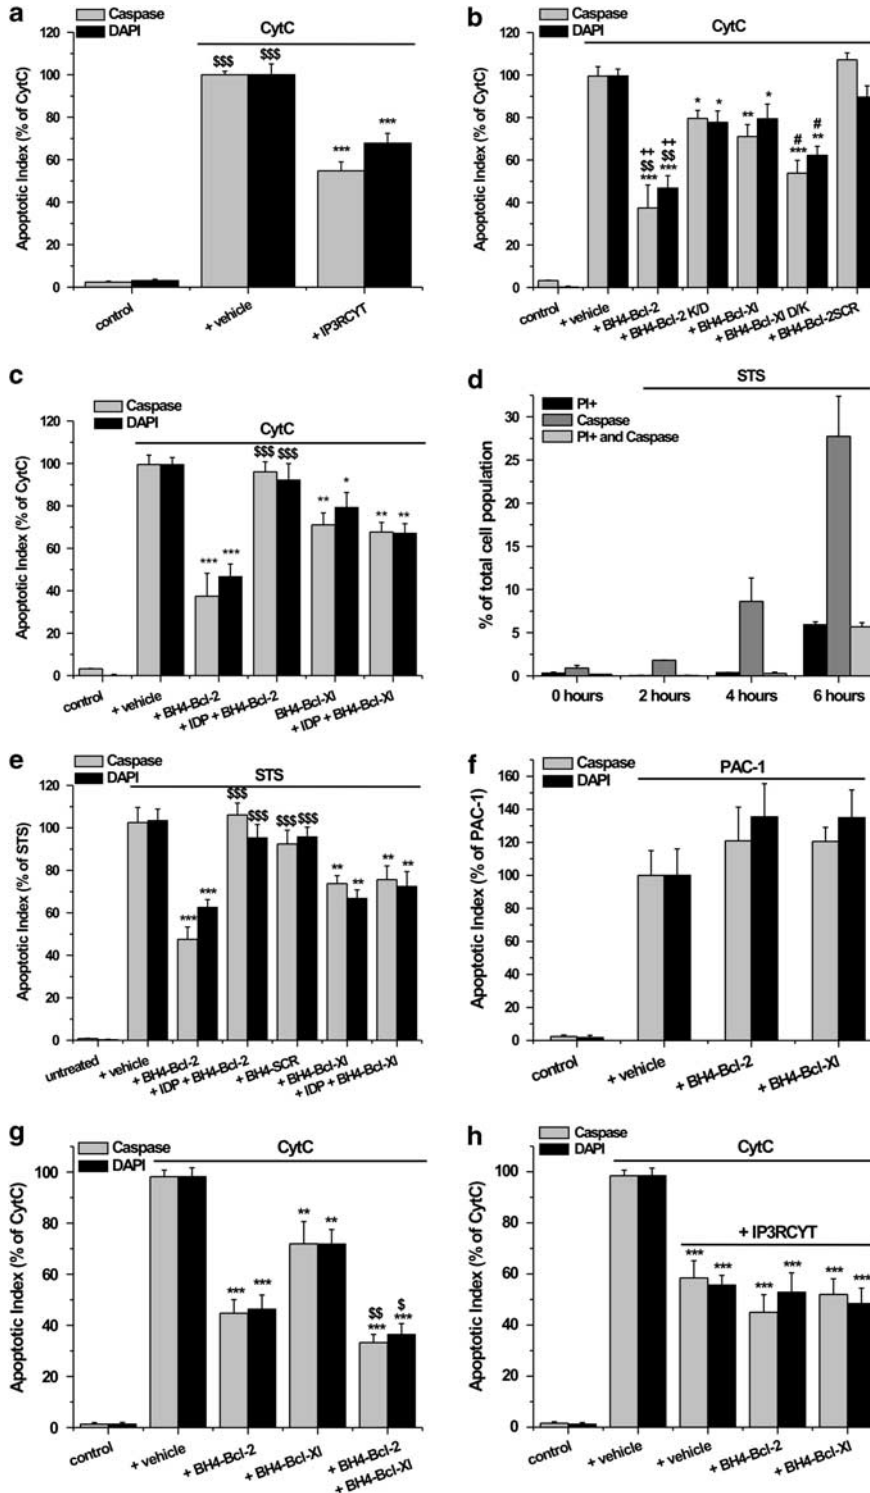 a
Caspase
DAPI
CytC
Apoptotic Index (% of CytC)
120
100
80
60
40
20
0
$$$
$$$
***
***
control
+ vehicle
+ IP3RCYT
b
Caspase
DAPI
CytC
Apoptotic Index (% of CytC)
120
100
80
60
40
20
0
++
$$
***
++
$$
***
*
*
**
*
#
***
#
**
control
+ vehicle
+ BH4-Bcl-2
+ BH4-Bcl-2 K/D
+ BH4-Bcl-Xl
+ BH4-Bcl-Xl D/K
+ BH4-Bcl-2SCR
c
Caspase
DAPI
CytC
Apoptotic Index (% of CytC)
120
100
80
60
40
20
0
***
***
$$$
$$$
**
*
**
**
control
+ vehicle
+ BH4-Bcl-2
+ IDP + BH4-Bcl-2
BH4-Bcl-Xl
+ IDP + BH4-Bcl-Xl
d
STS
PI+
Caspase
PI+ and Caspase
% of total cell population
30
25
20
15
10
5
0
0 hours
2 hours
4 hours
6 hours
e
Caspase
DAPI
STS
Apoptotic Index (% of STS)
120
100
80
60
40
20
0
***
***
$$$
$$$
$$$
$$$
**
**
**
**
untreated
+ vehicle
+ BH4-Bcl-2
+ IDP + BH4-Bcl-2
+ BH4-SCR
+ BH4-Bcl-Xl
+ IDP + BH4-Bcl-Xl
f
Caspase
DAPI
PAC-1
Apoptotic Index (% of PAC-1)
160
140
120
100
80
60
40
20
0
control
+ vehicle
+ BH4-Bcl-2
+ BH4-Bcl-Xl
g
Caspase
DAPI
CytC
Apoptotic Index (% of CytC)
100
80
60
40
20
0
***
***
**
**
$$
***
$
***
control
+ vehicle
+ BH4-Bcl-2
+ BH4-Bcl-Xl
+ BH4-Bcl-2
+ BH4-Bcl-Xl
h
Caspase
DAPI
CytC
+ IP3RCYT
Apoptotic Index (% of CytC)
100
80
60
40
20
0
***
***
***
***
***
***
control
+ vehicle
+ vehicle
+ BH4-Bcl-2
+ BH4-Bcl-Xl